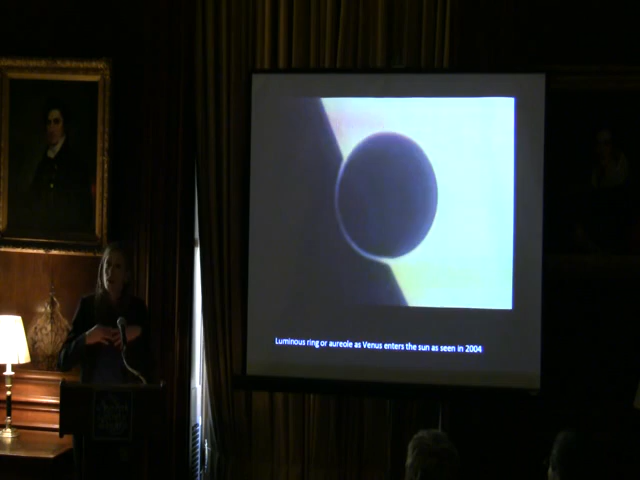 Luminous ring or aureole as Venus enters the sun as seen in 2004